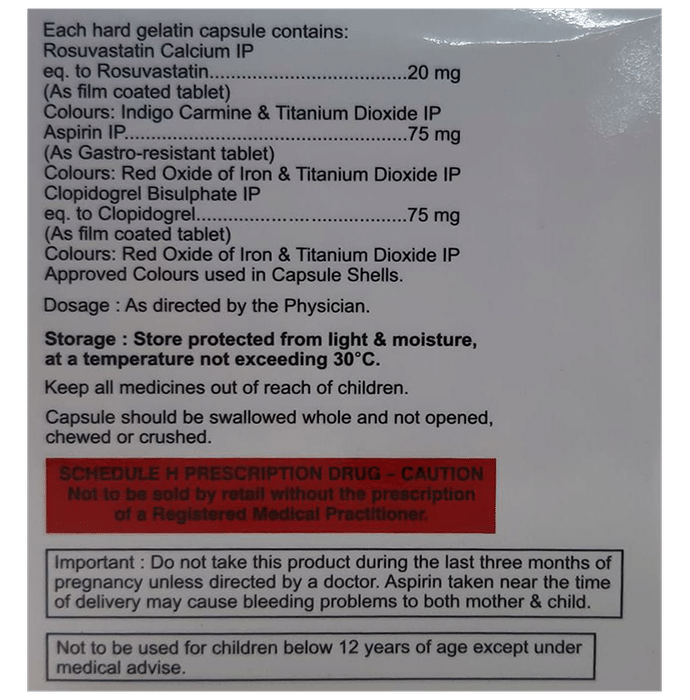 Each hard gelatin capsule contains:
Rosuvastatin Calcium IP
eq. to Rosuvastatin.................................20 mg
(As film coated tablet)
Colours: Indigo Carmine & Titanium Dioxide IP
Aspirin IP..............................................75 mg
(As Gastro-resistant tablet)
Colours: Red Oxide of Iron & Titanium Dioxide IP
Clopidogrel Bisulphate IP
eq. to Clopidogrel..................................75 mg
(As film coated tablet)
Colours: Red Oxide of Iron & Titanium Dioxide IP
Approved Colours used in Capsule Shells.
Dosage : As directed by the Physician.
Storage : Store protected from light & moisture,
at a temperature not exceeding 30°C.
Keep all medicines out of reach of children.
Capsule should be swallowed whole and not opened,
chewed or crushed.
SCHEDULE H PRESCRIPTION DRUG - CAUTION
Not to be sold by retail without the prescription
of a Registered Medical Practitioner.
Important : Do not take this product during the last three months of
pregnancy unless directed by a doctor. Aspirin taken near the time
of delivery may cause bleeding problems to both mother & child.
Not to be used for children below 12 years of age except under
medical advise.